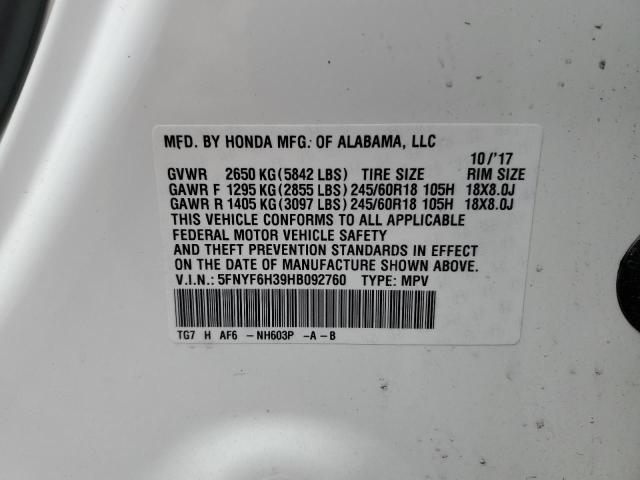 MFD. BY HONDA MFG. OF ALABAMA, LLC
10/'17
GVWR 2650 KG(5842 LBS) TIRE SIZE RIM SIZE
GAWR F 1295 KG(2855 LBS)245/60R18 105H 18X8.0J
GAWR R 1405 KG(3097 LBS)245/60R18 105H 18X8.0J
THIS VEHICLE CONFORMS TO ALL APPLICABLE
FEDERAL MOTOR VEHICLE SAFETY
AND THEFT PREVENTION STANDARDS IN EFFECT
ON THE DATE OF MANUFACTURE SHOWN ABOVE.
V.I.N.: 5FNYF6H39HB092760 TYPE: MPV
TG7 H AF6 -NH603P -A-B